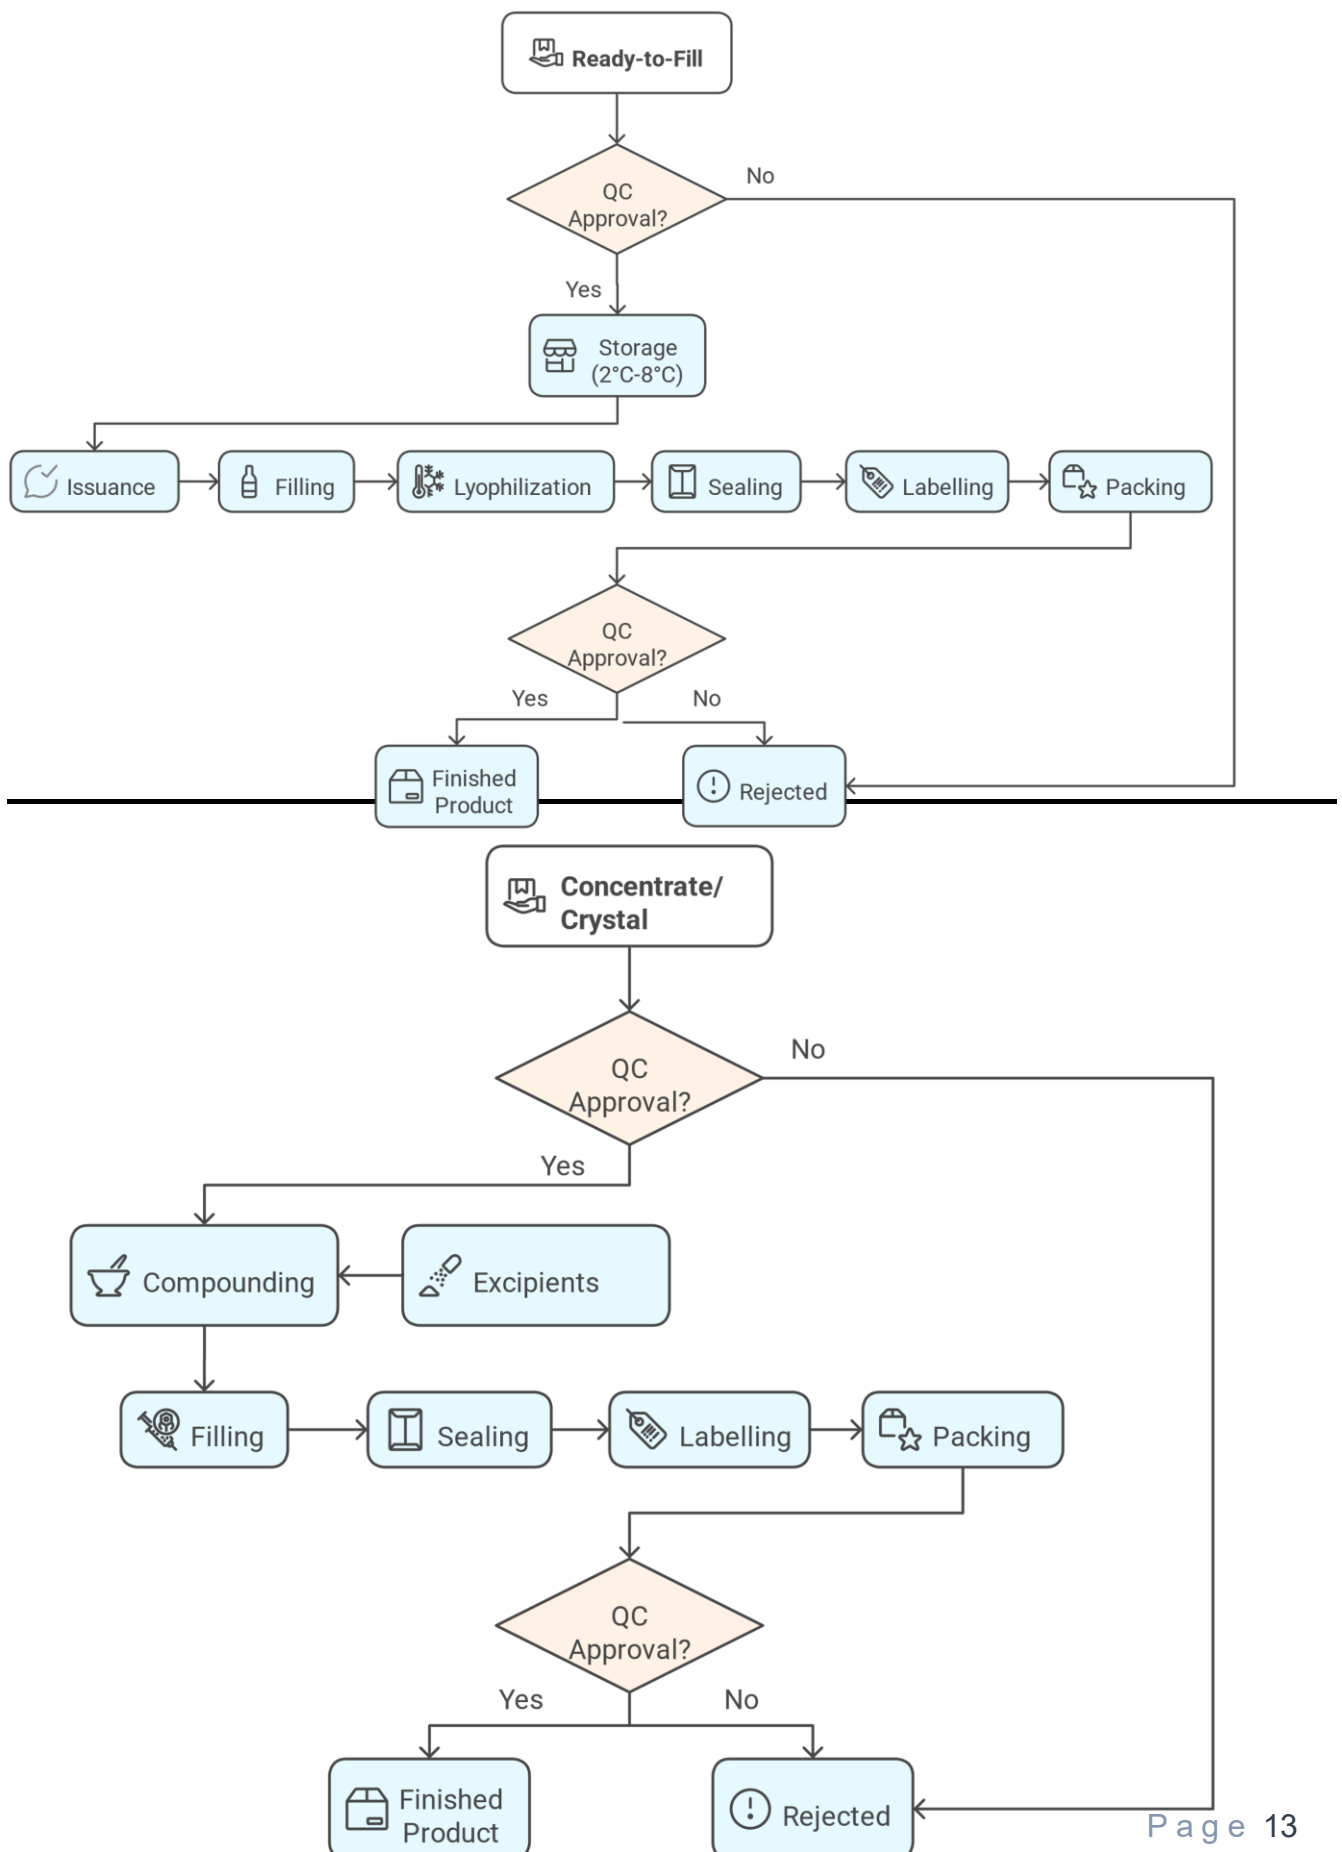 Ready-to-Fill
QC
Approval?
No
Yes
Storage
(2°C-8°C)
Issuance
Filling
Lyophilization
Sealing
Labelling
Packing
QC
Approval?
Yes
No
Finished
Product
Rejected
Concentrate/
Crystal
QC
Approval?
No
Yes
Compounding
Excipients
Filling
Sealing
Labelling
Packing
QC
Approval?
Yes
No
Finished
Product
Rejected
Page 13